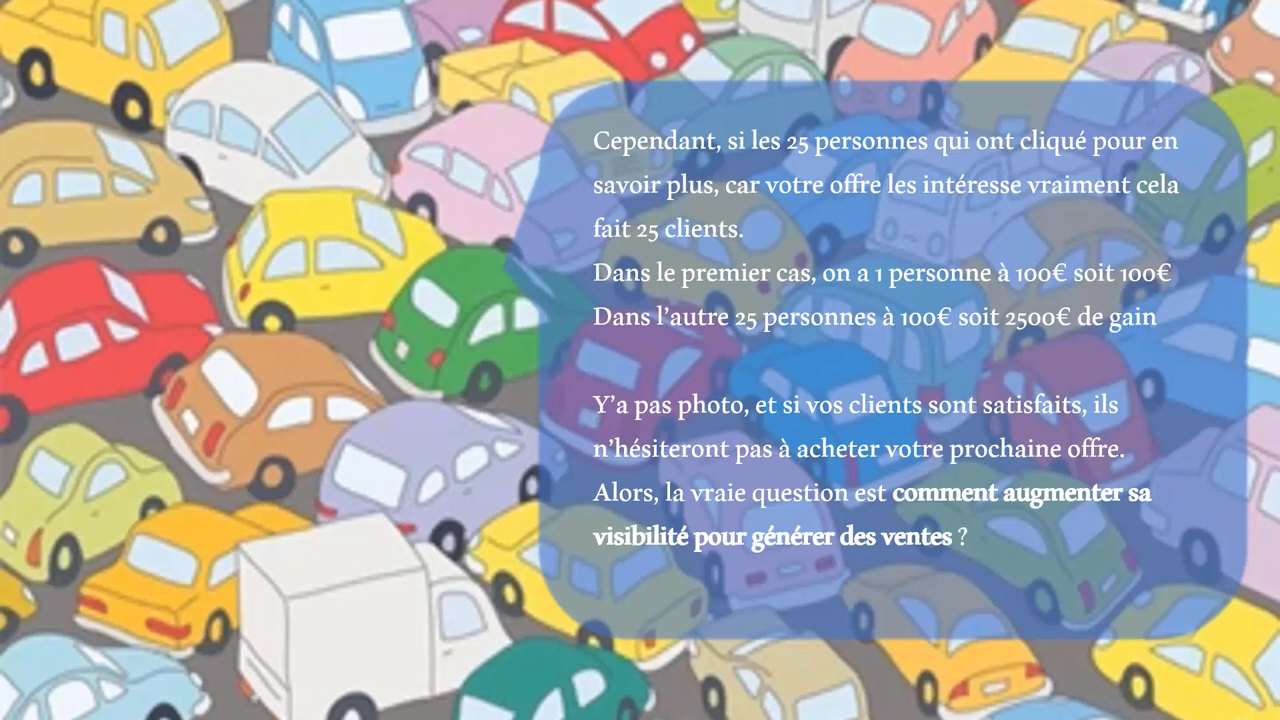 Cependant, si les 25 personnes qui ont cliqué pour en
savoir plus, car votre offre les intéresse vraiment cela
fait 25 clients.
Dans le premier cas, on a 1 personne à 100€ soit 100€
Dans l'autre 25 personnes à 100€ soit 2500€ de gain
Y'a pas photo, et si vos clients sont satisfaits, ils
n'hésiteront pas à acheter votre prochaine offre.
Alors, la vraie question est comment augmenter sa
visibilité pour générer des ventes ?